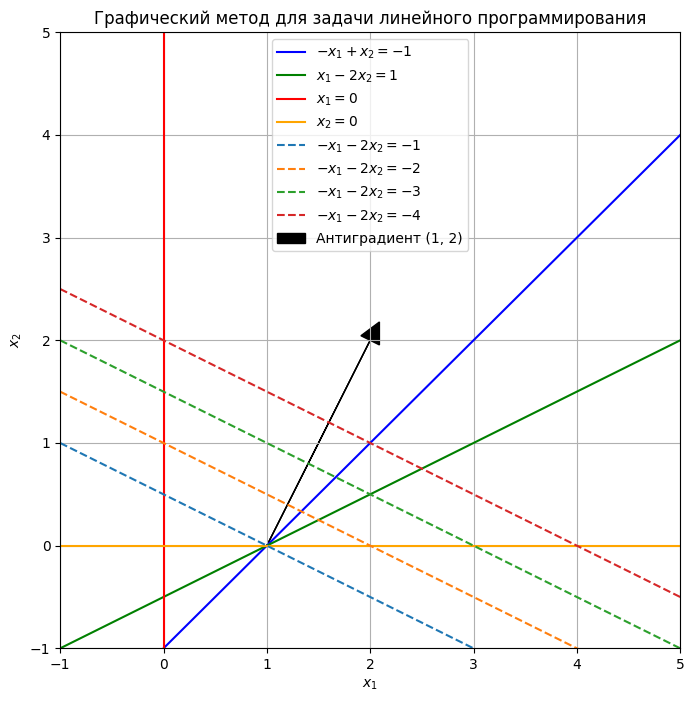 Графический метод для задачи линейного программирования
5
4
3
2
1
0
−1
x₂
−x₁ + x₂ = −1
x₁ − 2x₂ = 1
x₁ = 0
x₂ = 0
−x₁ − 2x₂ = −1
−x₁ − 2x₂ = −2
−x₁ − 2x₂ = −3
−x₁ − 2x₂ = −4
Антиградиент (1, 2)
−1 0 1 2 3 4 5
x₁